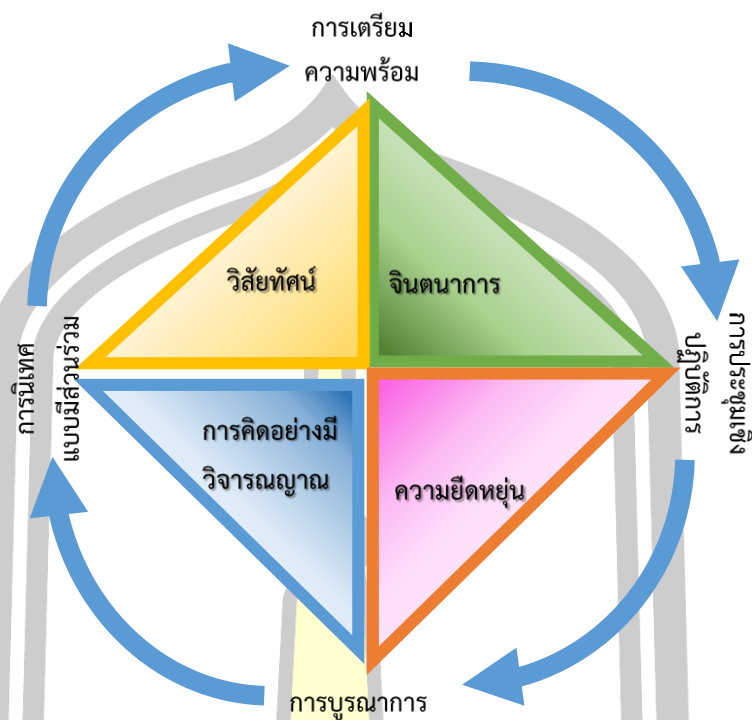 การเตรียม
ความพร้อม
วิสัยทัศน์
จินตนาการ
การประชุมเชิง
ปฏิบัติการ
การนิเทศ
แบบมีส่วนร่วม
การคิดอย่างมี
วิจารณญาณ
ความยืดหยุ่น
การบูรณาการ